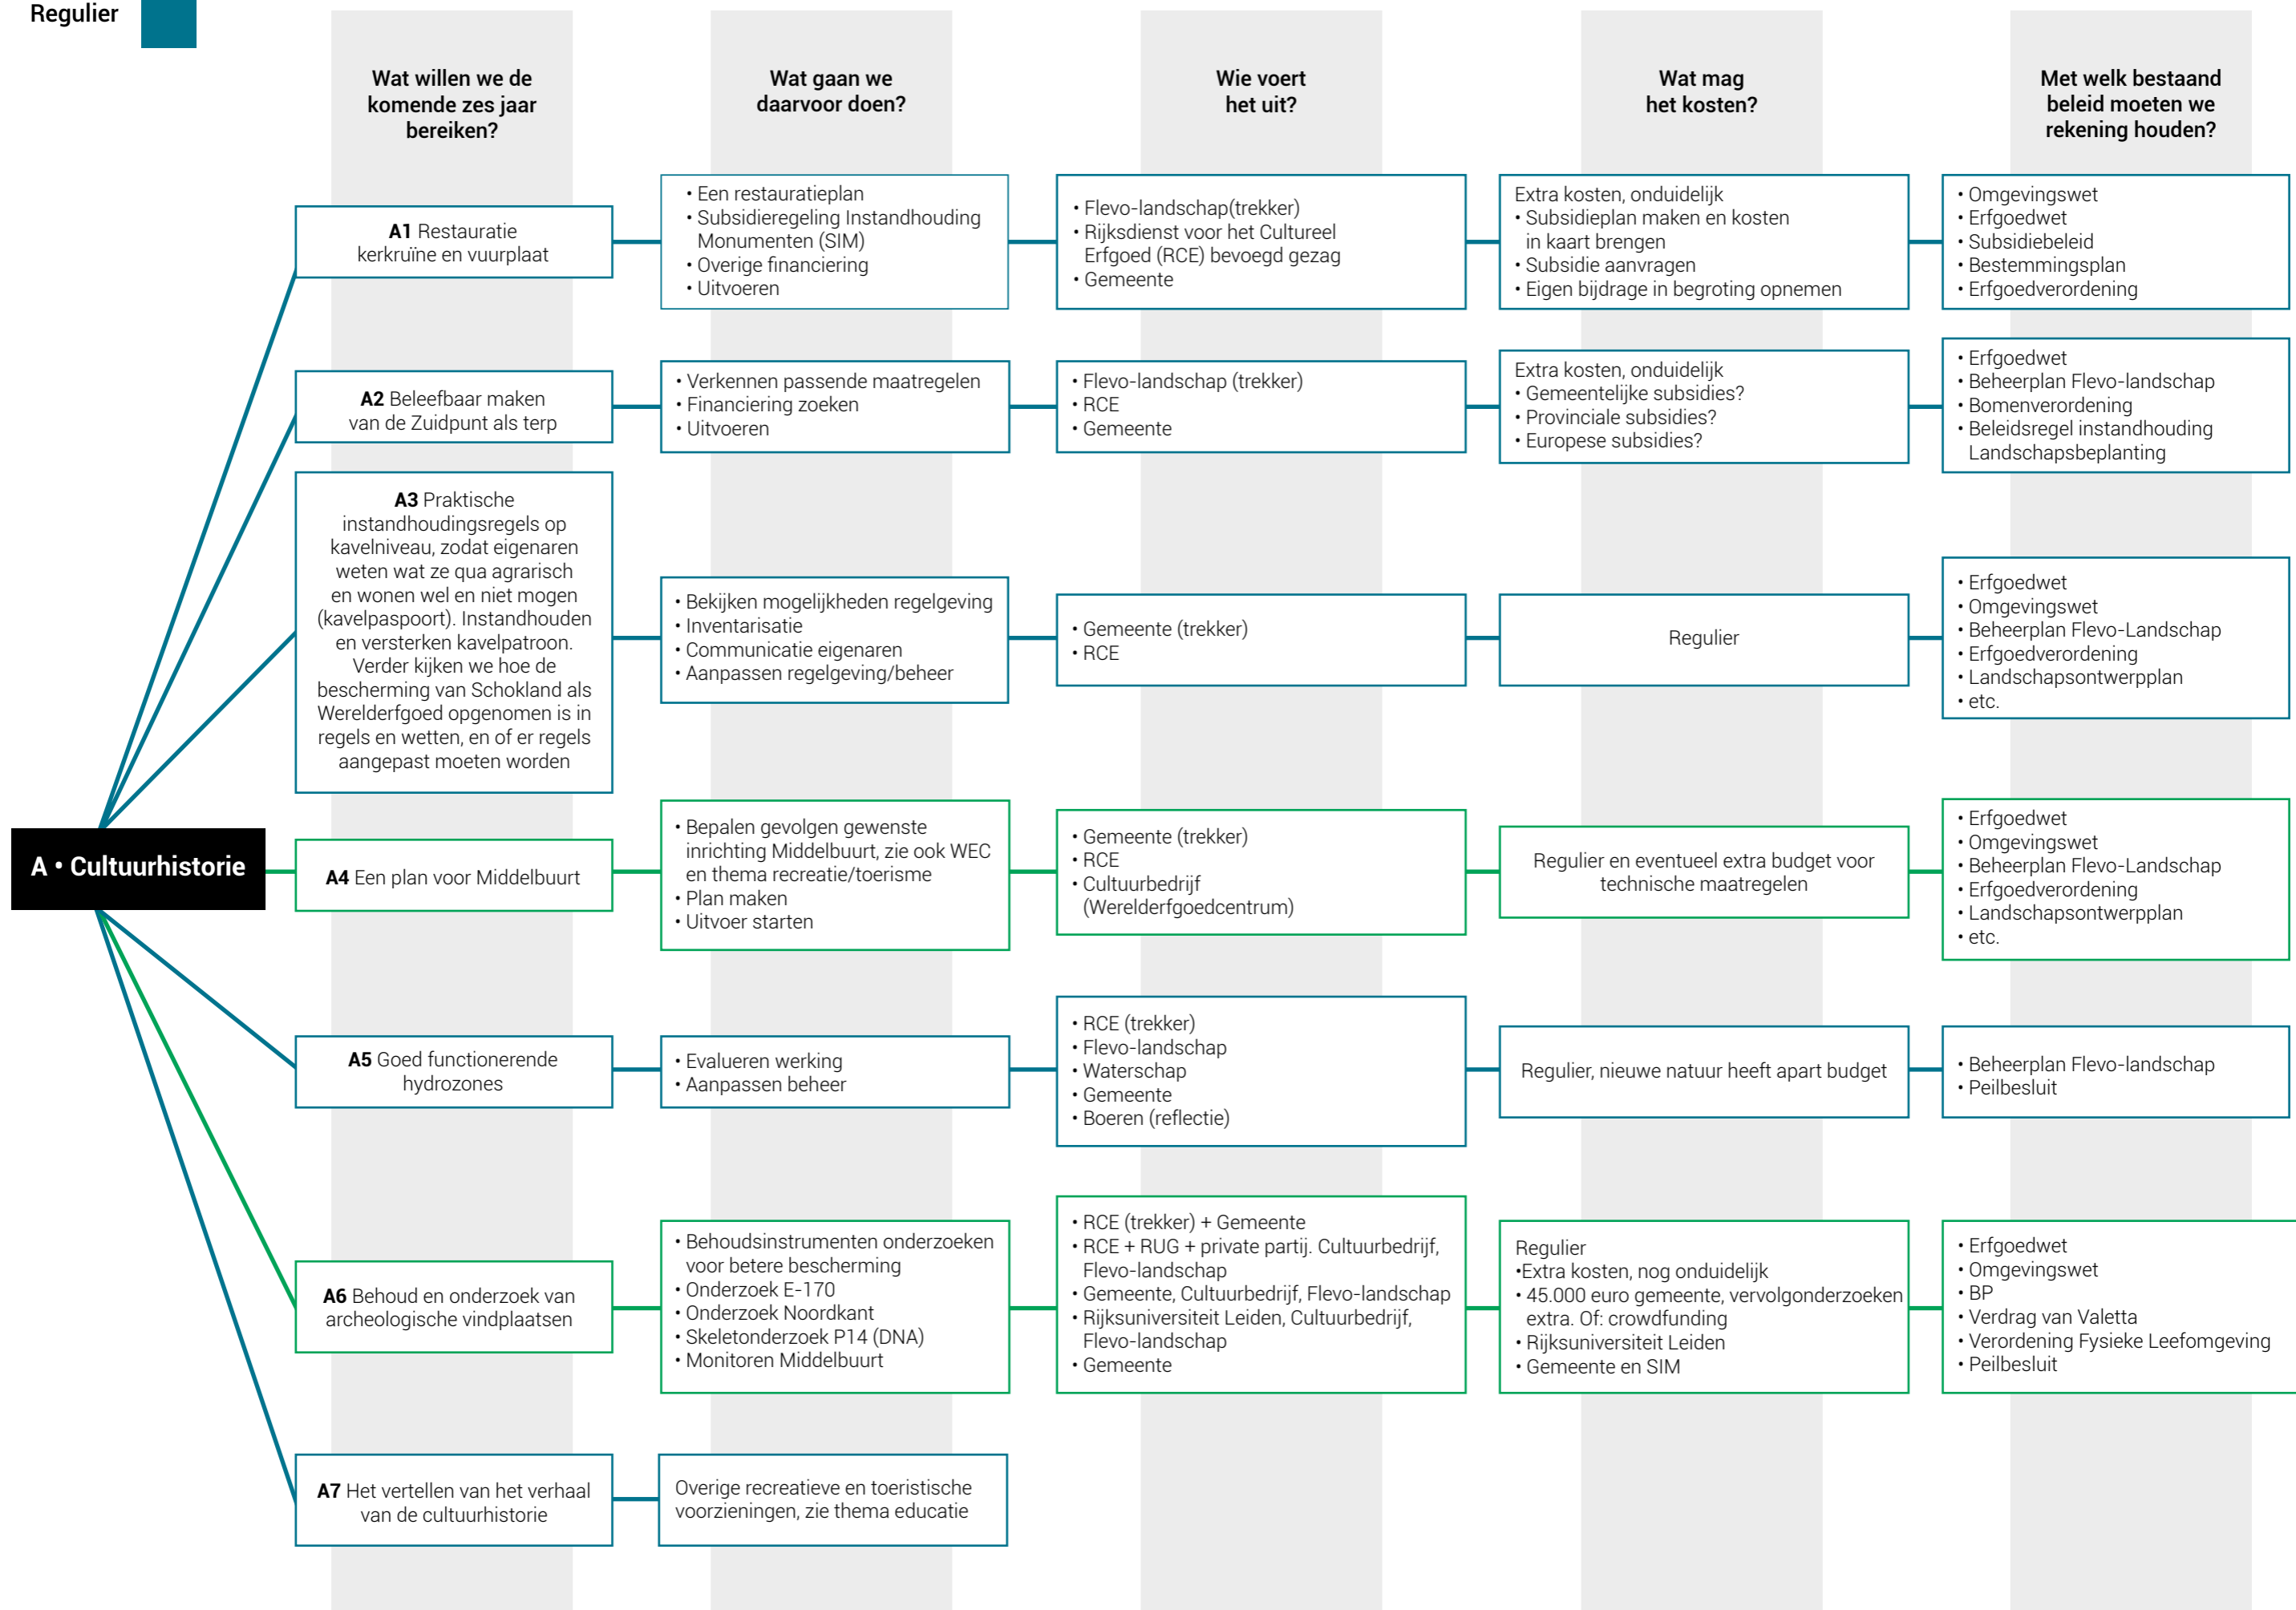 Regulier
Wat willen we de
komende zes jaar
bereiken?
Wat gaan we
daarvoor doen?
Wie voert
het uit?
Wat mag
het kosten?
Met welk bestaand
beleid moeten we
rekening houden?
A • Cultuurhistorie
A1 Restauratie
kerkruïne en vuurplaat
• Een restauratieplan
• Subsidieregeling Instandhouding
Monumenten (SIM)
• Overige financiering
• Uitvoeren
• Flevo-landschap(trekker)
• Rijksdienst voor het Cultureel
Erfgoed (RCE) bevoegd gezag
• Gemeente
Extra kosten, onduidelijk
• Subsidieplan maken en kosten
in kaart brengen
• Subsidie aanvragen
• Eigen bijdrage in begroting opnemen
• Omgevingswet
• Erfgoedwet
• Subsidiebeleid
• Bestemmingsplan
• Erfgoedverordening
A2 Beleefbaar maken
van de Zuidpunt als terp
• Verkennen passende maatregelen
• Financiering zoeken
• Uitvoeren
• Flevo-landschap (trekker)
• RCE
• Gemeente
Extra kosten, onduidelijk
• Gemeentelijke subsidies?
• Provinciale subsidies?
• Europese subsidies?
• Erfgoedwet
• Beheerplan Flevo-landschap
• Bomenverordening
• Beleidsregel instandhouding
Landschapsbeplanting
A3 Praktische
instandhoudingsregels op
kavelniveau, zodat eigenaren
weten wat ze qua agrarisch
en wonen wel en niet mogen
(kavelpaspoort). Instandhouden
en versterken kavelpatroon.
Verder kijken we hoe de
bescherming van Schokland als
Werelderfgoed opgenomen is in
regels en wetten, en of er regels
aangepast moeten worden
• Bekijken mogelijkheden regelgeving
• Inventarisatie
• Communicatie eigenaren
• Aanpassen regelgeving/beheer
• Gemeente (trekker)
• RCE
Regulier
• Erfgoedwet
• Omgevingswet
• Beheerplan Flevo-Landschap
• Erfgoedverordening
• Landschapsontwerpplan
• etc.
A4 Een plan voor Middelbuurt
• Bepalen gevolgen gewenste
inrichting Middelbuurt, zie ook WEC
en thema recreatie/toerisme
• Plan maken
• Uitvoer starten
• Gemeente (trekker)
• RCE
• Cultuurbedrijf
(Werelderfgoedcentrum)
Regulier en eventueel extra budget voor
technische maatregelen
• Erfgoedwet
• Omgevingswet
• Beheerplan Flevo-Landschap
• Erfgoedverordening
• Landschapsontwerpplan
• etc.
A5 Goed functionerende
hydrozones
• Evalueren werking
• Aanpassen beheer
• RCE (trekker)
• Flevo-landschap
• Waterschap
• Gemeente
• Boeren (reflectie)
Regulier, nieuwe natuur heeft apart budget
• Beheerplan Flevo-landschap
• Peilbesluit
A6 Behoud en onderzoek van
archeologische vindplaatsen
• Behoudsinstrumenten onderzoeken
voor betere bescherming
• Onderzoek E-170
• Onderzoek Noordkant
• Skeletonderzoek P14 (DNA)
• Monitoren Middelbuurt
• RCE (trekker) + Gemeente
• RCE + RUG + private partij. Cultuurbedrijf,
Flevo-landschap
• Gemeente, Cultuurbedrijf, Flevo-landschap
• Rijksuniversiteit Leiden, Cultuurbedrijf,
Flevo-landschap
• Gemeente
Regulier
•Extra kosten, nog onduidelijk
• 45.000 euro gemeente, vervolgonderzoeken
extra. Of: crowdfunding
• Rijksuniversiteit Leiden
• Gemeente en SIM
• Erfgoedwet
• Omgevingswet
• BP
• Verdrag van Valetta
• Verordening Fysieke Leefomgeving
• Peilbesluit
A7 Het vertellen van het verhaal
van de cultuurhistorie
Overige recreatieve en toeristische
voorzieningen, zie thema educatie